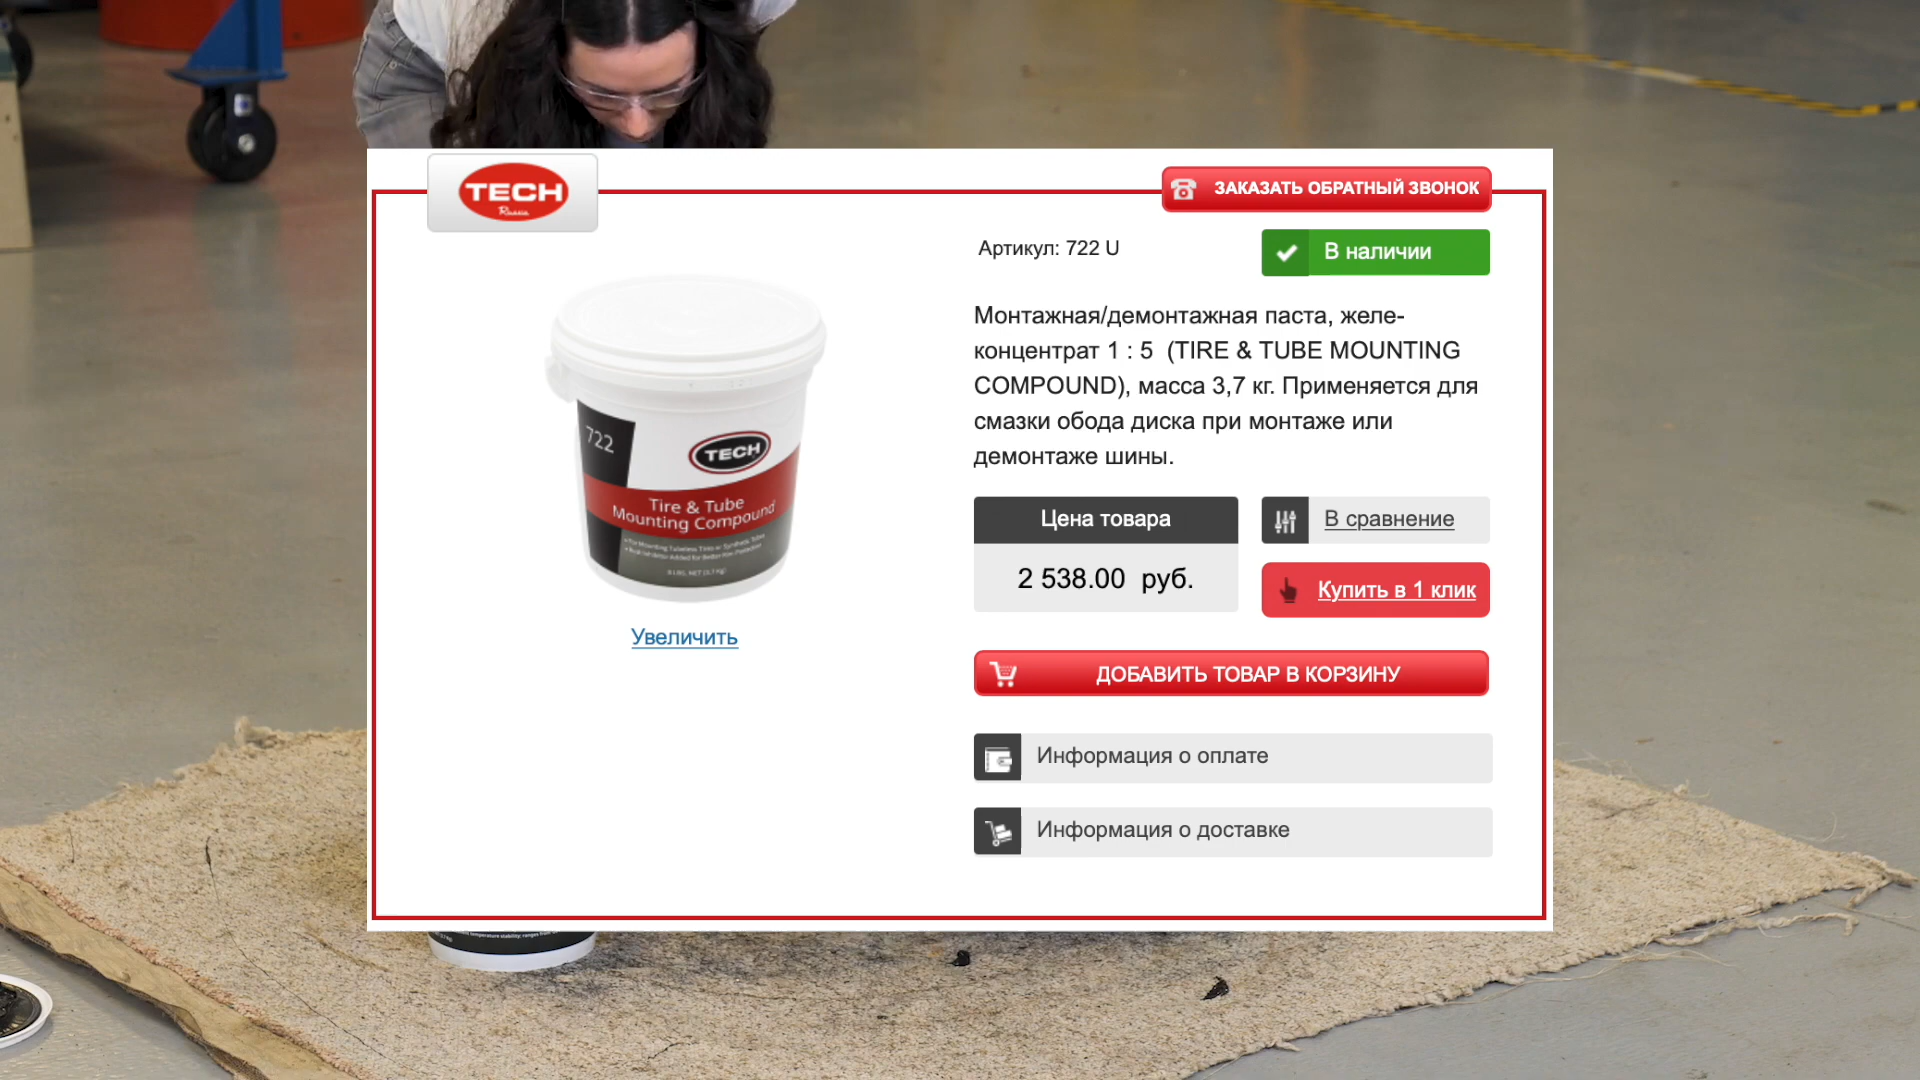 TECH
Russia
ЗАКАЗАТЬ ОБРАТНЫЙ ЗВОНОК
Артикул: 722 U
В наличии
Монтажная/демонтажная паста, желе-
концентрат 1 : 5 (TIRE & TUBE MOUNTING
COMPOUND), масса 3,7 кг. Применяется для
смазки обода диска при монтаже или
демонтаже шины.
722
TECH
Tire & Tube
Mounting Compound
Цена товара
2 538.00 руб.
В сравнение
Купить в 1 клик
Увеличить
ДОБАВИТЬ ТОВАР В КОРЗИНУ
Информация о оплате
Информация о доставке